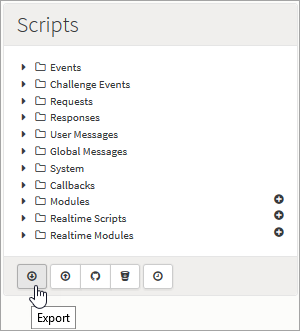 Scripts
Events
Challenge Events
Requests
Responses
User Messages
Global Messages
System
Callbacks
Modules
Realtime Scripts
Realtime Modules
Export